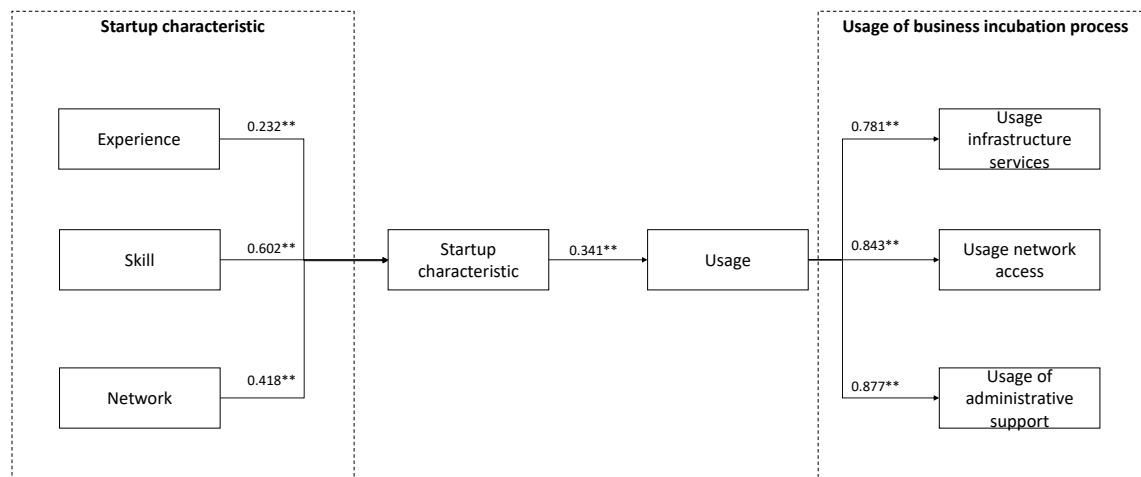 Startup characteristic
Usage of business incubation process
Experience
0.232**
0.781**
Usage
infrastructure
services
Skill
0.602**
Startup
characteristic
0.341**
Usage
0.843**
Usage network
access
Network
0.418**
0.877**
Usage of
administrative
support